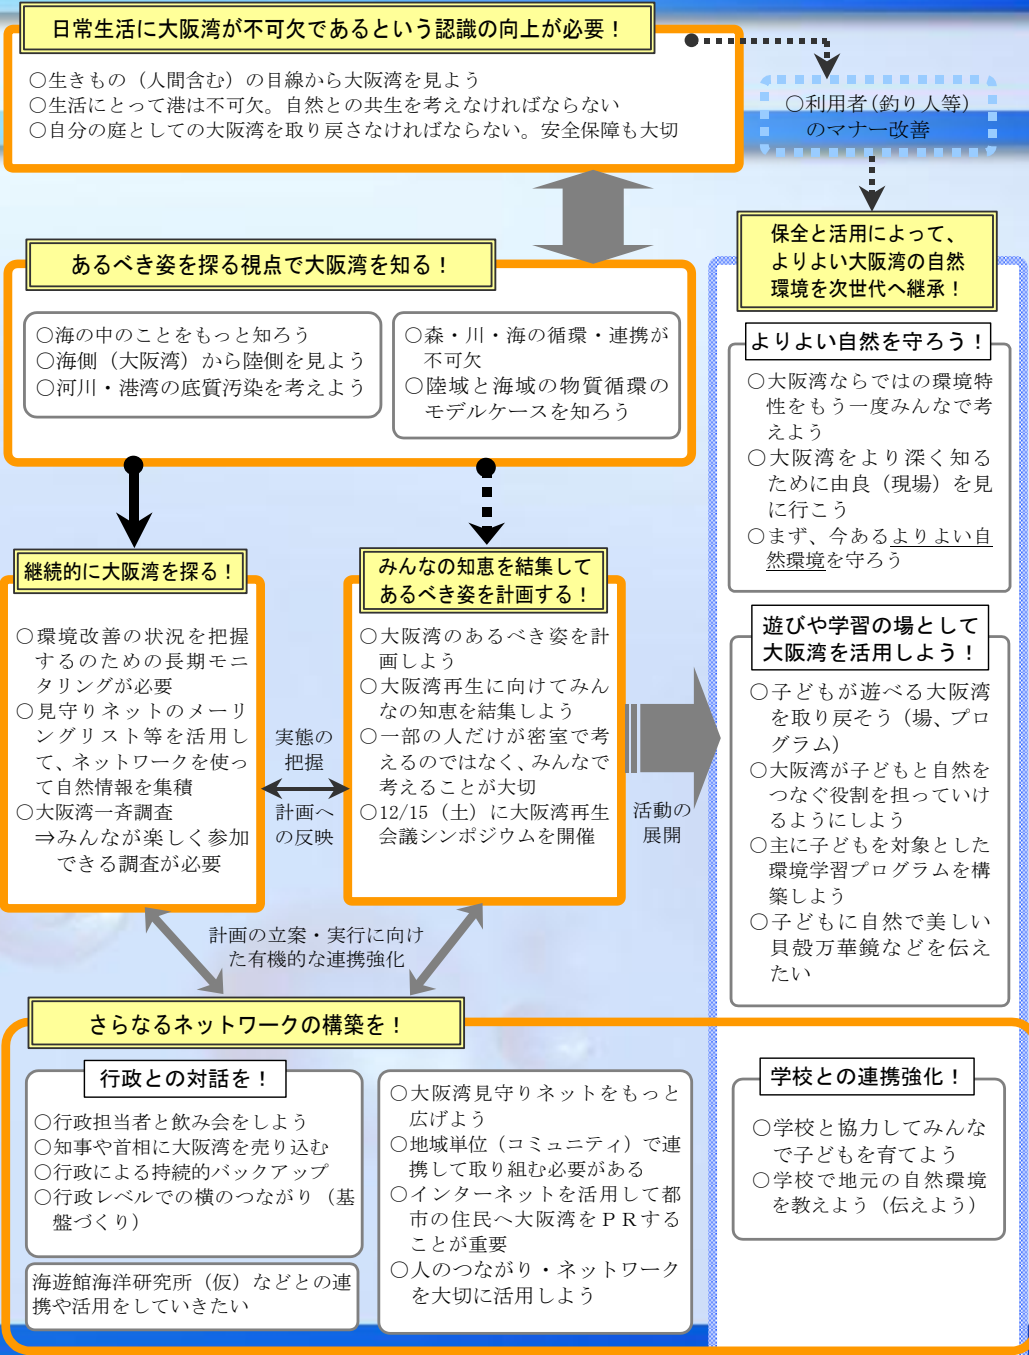 日常生活に大阪湾が不可欠であるという認識の向上が必要！
○生きもの（人間含む）の目線から大阪湾を見よう
○生活にとって港は不可欠。自然との共生を考えなければならない
○自分の庭としての大阪湾を取り戻さなければならない。安全保障も大切
○利用者（釣り人等）
のマナー改善
あるべき姿を探る視点で大阪湾を知る！
○海の中のことをもっと知ろう
○海側（大阪湾）から陸側を見よう
○河川・港湾の底質汚染を考えよう
○森・川・海の循環・連携が
不可欠
○陸域と海域の物質循環の
モデルケースを知ろう
継続的に大阪湾を探る！
○環境改善の状況を把握
するのための長期モニ
タリングが必要
○見守りネットのメーリ
ングリスト等を活用し
て、ネットワークを使っ
て自然情報を集積
○大阪湾一斉調査
⇒みんなが楽しく参加
できる調査が必要
実態の
把握
計画へ
の反映
みんなの知恵を結集して
あるべき姿を計画する！
○大阪湾のあるべき姿を計
画しよう
○大阪湾再生に向けてみん
なの知恵を結集しよう
○一部の人だけが密室で考
えるのではなく、みんなで
考えることが大切
○12/15（土）に大阪湾再生
会議シンポジウムを開催
活動の
展開
計画の立案・実行に向け
た有機的な連携強化
保全と活用によって、
よりよい大阪湾の自然
環境を次世代へ継承！
よりよい自然を守ろう！
○大阪湾ならではの環境特
性をもう一度みんなで考
えよう
○大阪湾をより深く知る
ために由良（現場）を見
に行こう
○まず、今あるよりよい自
然環境を守ろう
遊びや学習の場として
大阪湾を活用しよう！
○子どもが遊べる大阪湾
を取り戻そう（場、プロ
グラム）
○大阪湾が子どもと自然を
つなぐ役割を担っていけ
るようにしよう
○主に子どもを対象とした
環境学習プログラムを構
築しよう
○子どもに自然で美しい
貝殻万華鏡などを伝え
たい
さらなるネットワークの構築を！
行政との対話を！
○行政担当者と飲み会をしよう
○知事や首相に大阪湾を売り込む
○行政による持続的バックアップ
○行政レベルでの横のつながり（基
盤づくり）
海遊館海洋研究所（仮）などとの連
携や活用をしていきたい
○大阪湾見守りネットをもっと
広げよう
○地域単位（コミュニティ）で連
携して取り組む必要がある
○インターネットを活用して都
市の住民へ大阪湾をＰＲする
ことが重要
○人のつながり・ネットワーク
を大切に活用しよう
学校との連携強化！
○学校と協力してみんな
で子どもを育てよう
○学校で地元の自然環境
を教えよう（伝えよう）